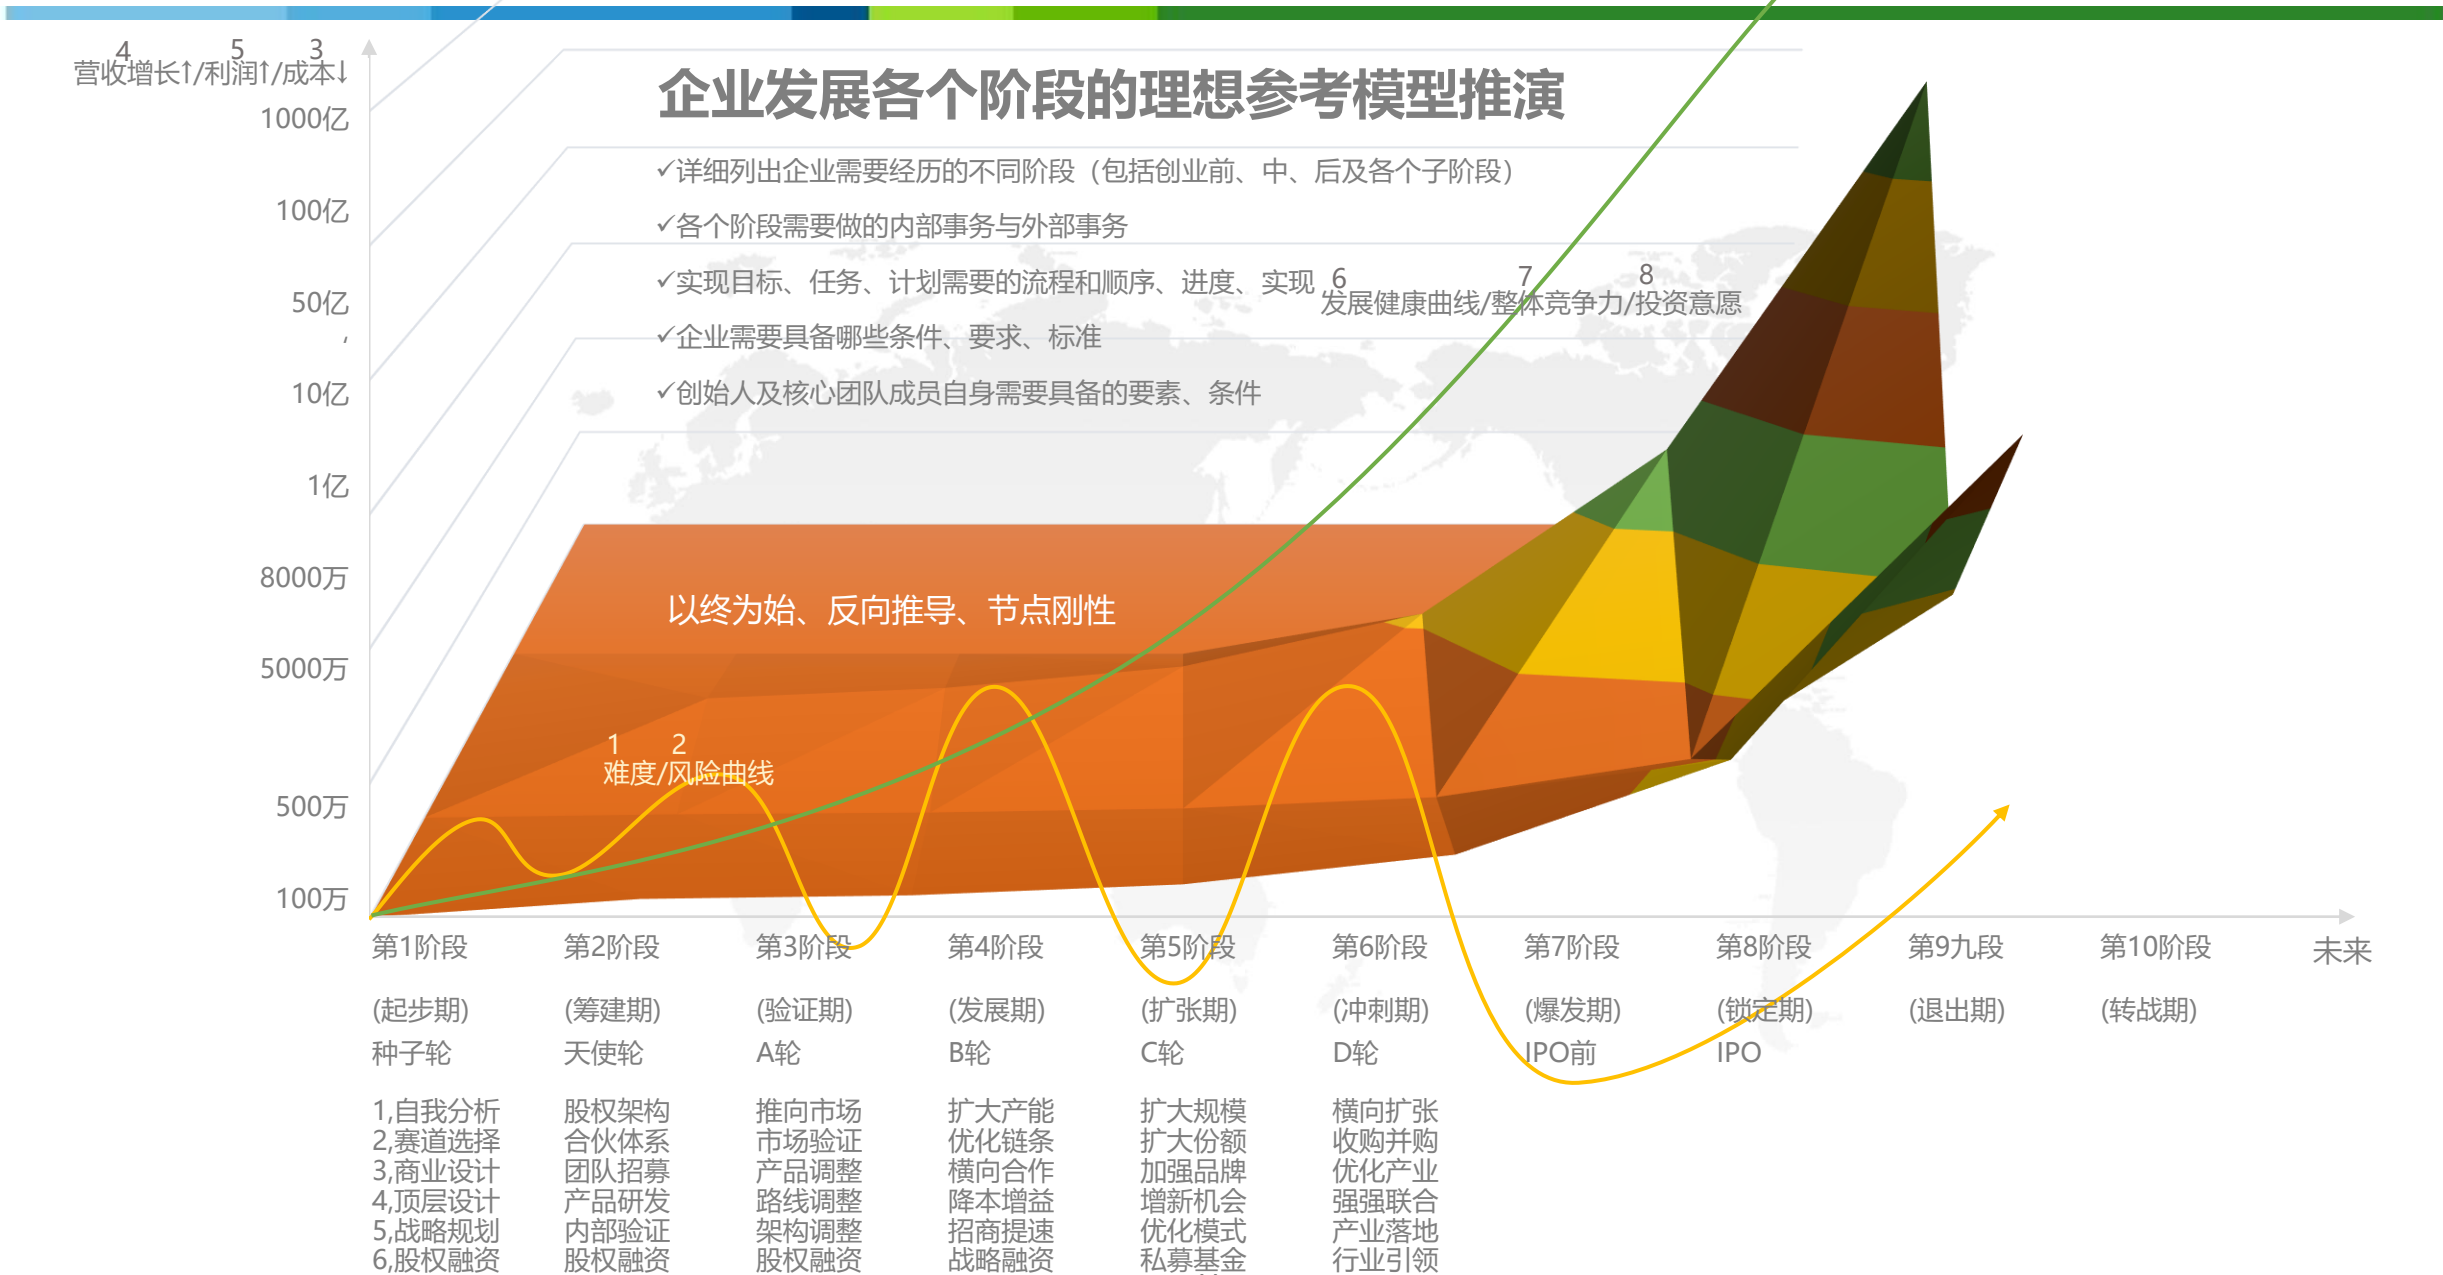 4 5 3
营收增长↑/利润↑/成本↓
1000亿
100亿
50亿
,
10亿
1亿
8000万
5000万
500万
100万
企业发展各个阶段的理想参考模型推演
✓详细列出企业需要经历的不同阶段（包括创业前、中、后及各个子阶段）
✓各个阶段需要做的内部事务与外部事务
✓实现目标、任务、计划需要的流程和顺序、进度、实现
✓企业需要具备哪些条件、要求、标准
✓创始人及核心团队成员自身需要具备的要素、条件
6 7 8
发展健康曲线/整体竞争力/投资意愿
以终为始、反向推导、节点刚性
1 2
难度/风险曲线
第1阶段 第2阶段 第3阶段 第4阶段 第5阶段 第6阶段 第7阶段 第8阶段 第9九段 第10阶段 未来
(起步期) (筹建期) (验证期) (发展期) (扩张期) (冲刺期) (爆发期) (锁定期) (退出期) (转战期)
种子轮 天使轮 A轮 B轮 C轮 D轮 IPO前 IPO
1,自我分析 股权架构 推向市场 扩大产能 扩大规模 横向扩张
2,赛道选择 合伙体系 市场验证 优化链条 扩大份额 收购并购
3,商业设计 团队招募 产品调整 横向合作 加强品牌 优化产业
4,顶层设计 产品研发 路线调整 降本增益 增新机会 强强联合
5,战略规划 内部验证 架构调整 招商提速 优化模式 产业落地
6,股权融资 股权融资 股权融资 战略融资 私募基金 行业引领